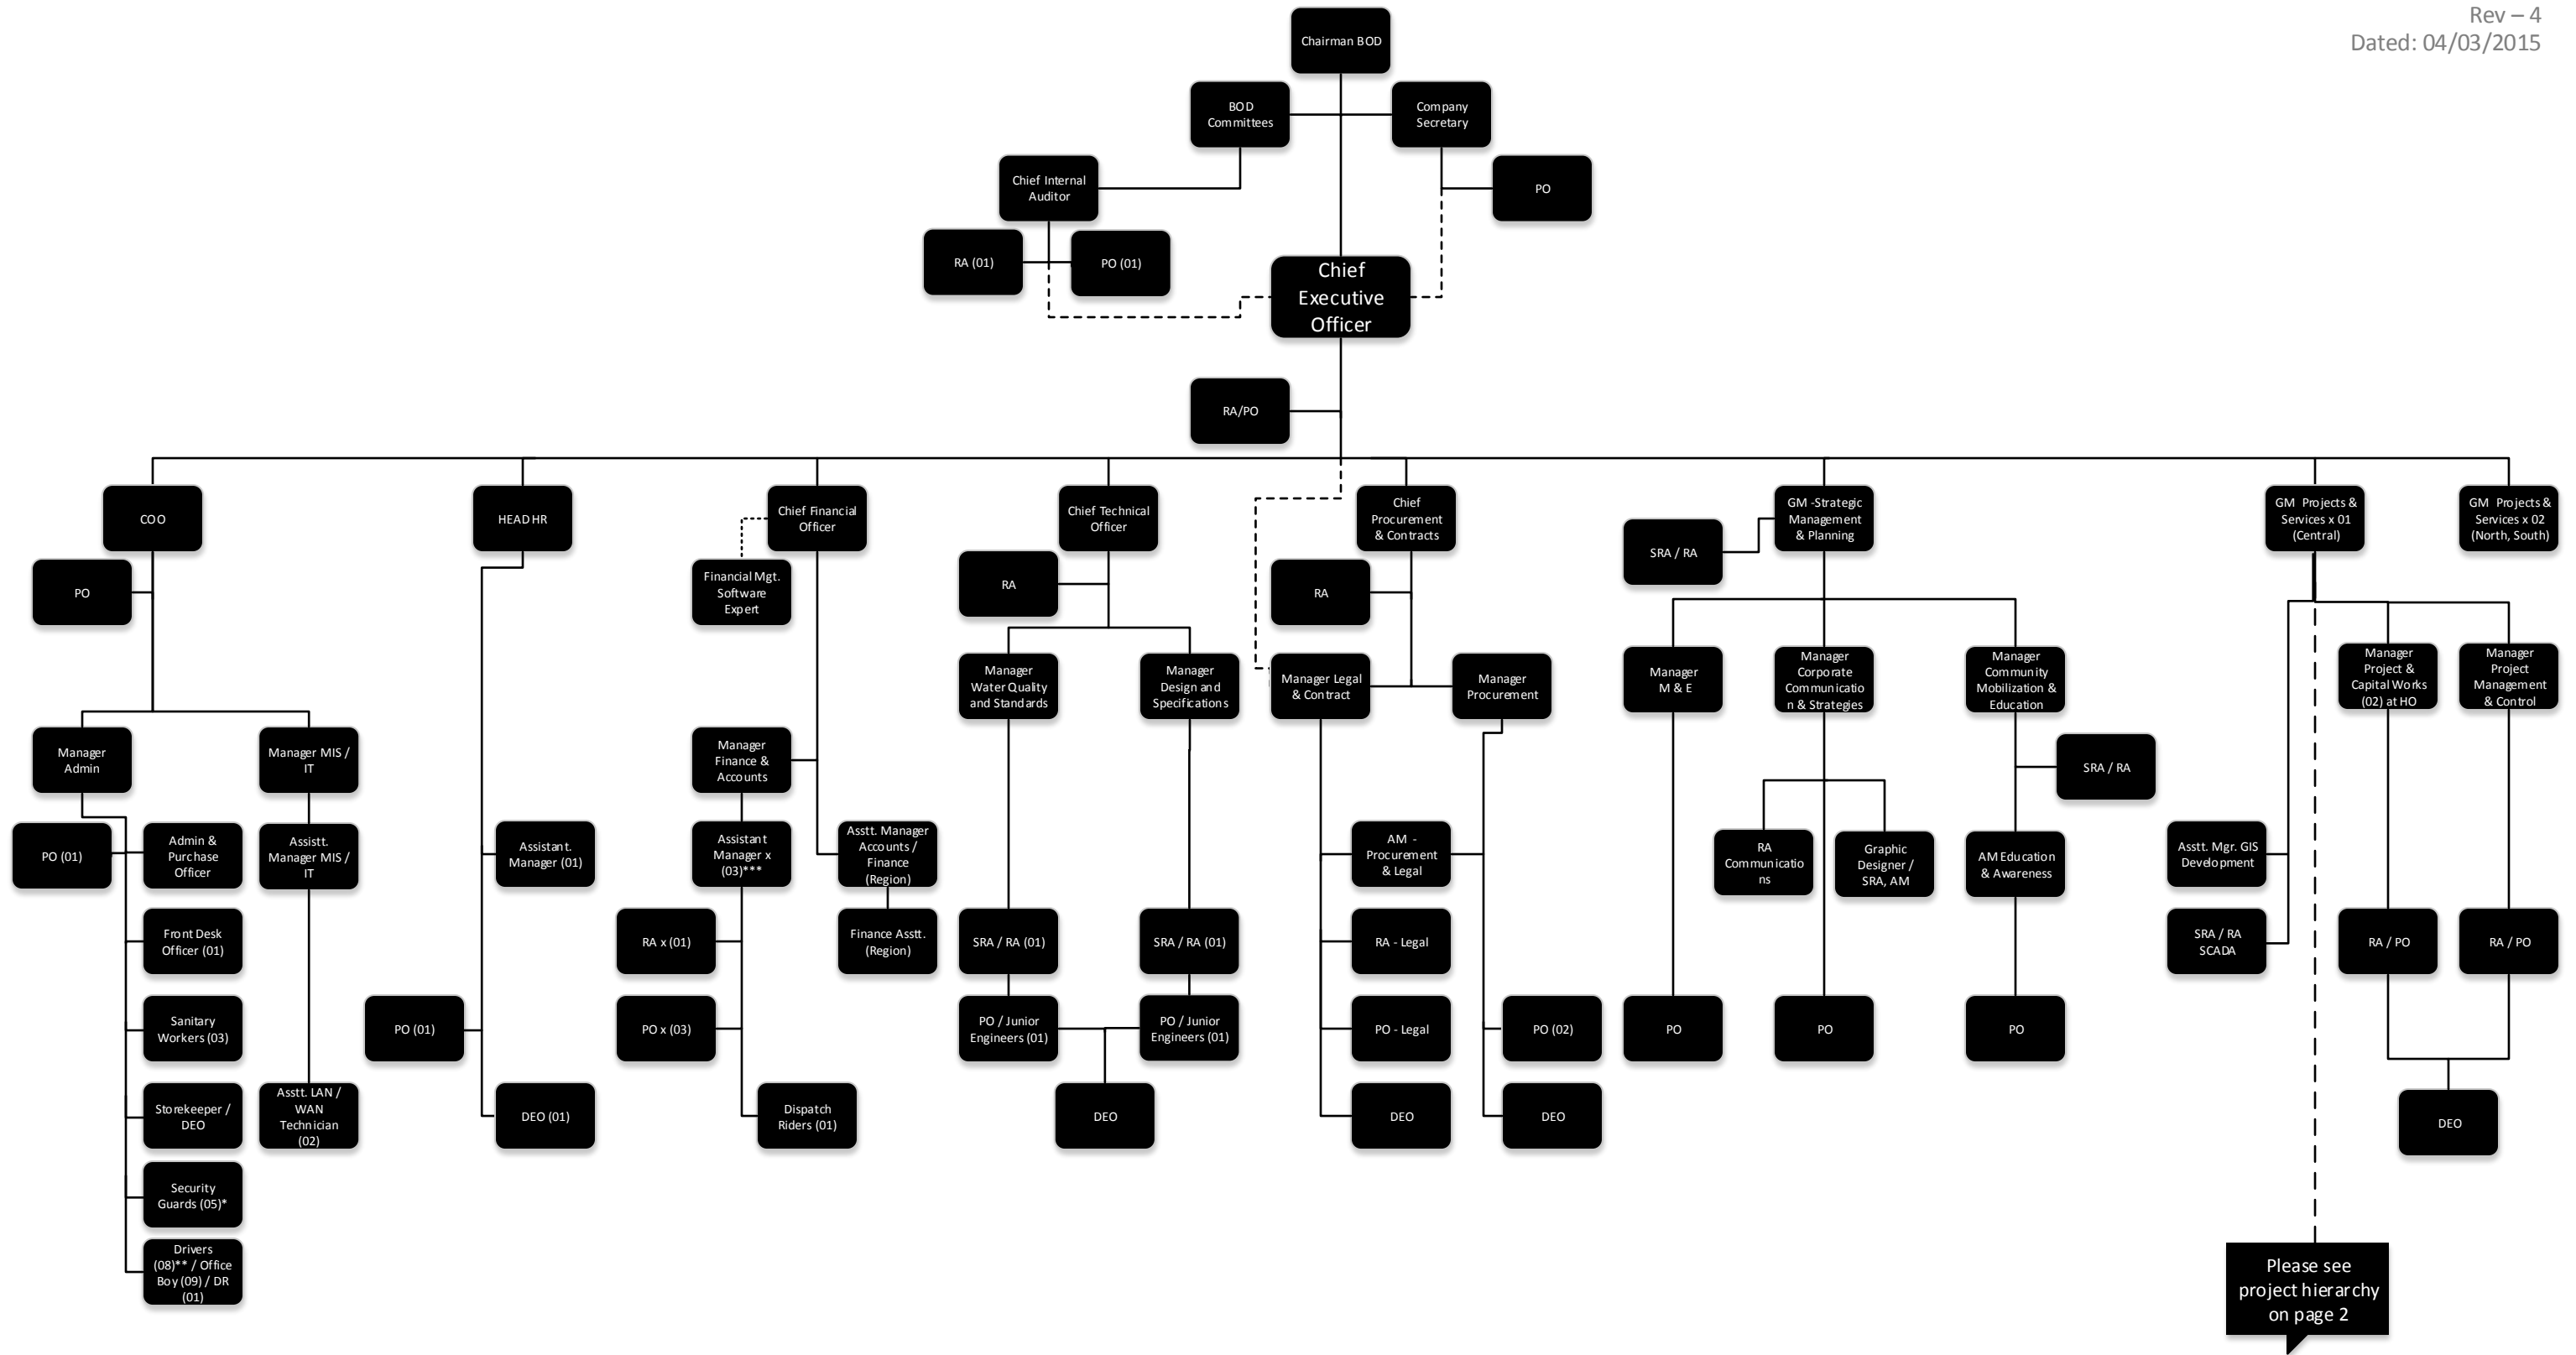 Rev – 4
Dated: 04/03/2015
Chairman BOD
BOD
Committees
Company
Secretary
Chief Internal
Auditor
PO
RA (01)
PO (01)
Chief
Executive
Officer
RA/PO
COO
HEAD HR
Chief Financial
Officer
Chief Technical
Officer
Chief
Procurement
& Contracts
GM -Strategic
Management
& Planning
GM Projects &
Services x 01
(Central)
GM Projects &
Services x 02
(North, South)
PO
Financial Mgt.
Software
Expert
RA
RA
SRA / RA
Manager
Water Quality
and Standards
Manager
Design and
Specifications
Manager Legal
& Contract
Manager
Procurement
Manager
M & E
Manager
Corporate
Communicatio
n & Strategies
Manager
Community
Mobilization &
Education
Manager
Project &
Capital Works
(02) at HO
Manager
Project
Management
& Control
Manager
Admin
Manager MIS /
IT
Manager
Finance &
Accounts
SRA / RA
PO (01)
Admin &
Purchase
Officer
Assistt.
Manager MIS /
IT
Assistant.
Manager (01)
Assistant
Manager x
(03)***
Asstt. Manager
Accounts /
Finance
(Region)
AM -
Procurement
& Legal
RA
Communicatio
ns
Graphic
Designer /
SRA, AM
AM Education
& Awareness
Asstt. Mgr. GIS
Development
Front Desk
Officer (01)
RA x (01)
Finance Asstt.
(Region)
SRA / RA (01)
SRA / RA (01)
RA - Legal
SRA / RA
SCADA
RA / PO
RA / PO
Sanitary
Workers (03)
PO (01)
PO x (03)
PO / Junior
Engineers (01)
PO / Junior
Engineers (01)
PO - Legal
PO (02)
PO
PO
PO
Storekeeper /
DEO
Asstt. LAN /
WAN
Technician
(02)
DEO (01)
Dispatch
Riders (01)
DEO
DEO
DEO
DEO
Security
Guards (05)*
Drivers
(08)** / Office
Boy (09) / DR
(01)
Please see
project hierarchy
on page 2